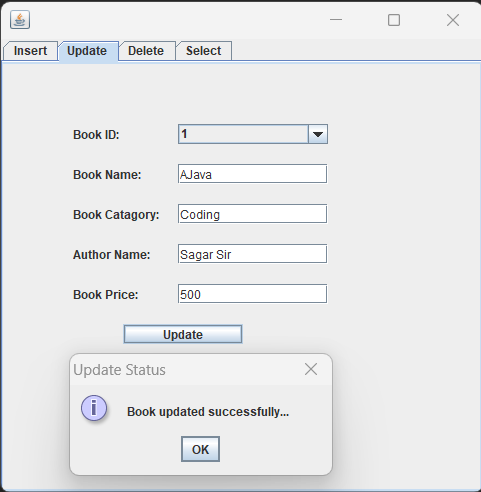 Insert Update Delete Select
Book ID: 1
Book Name: AJava
Book Catagory: Coding
Author Name: Sagar Sir
Book Price: 500
Update
Update Status
Book updated successfully...
OK